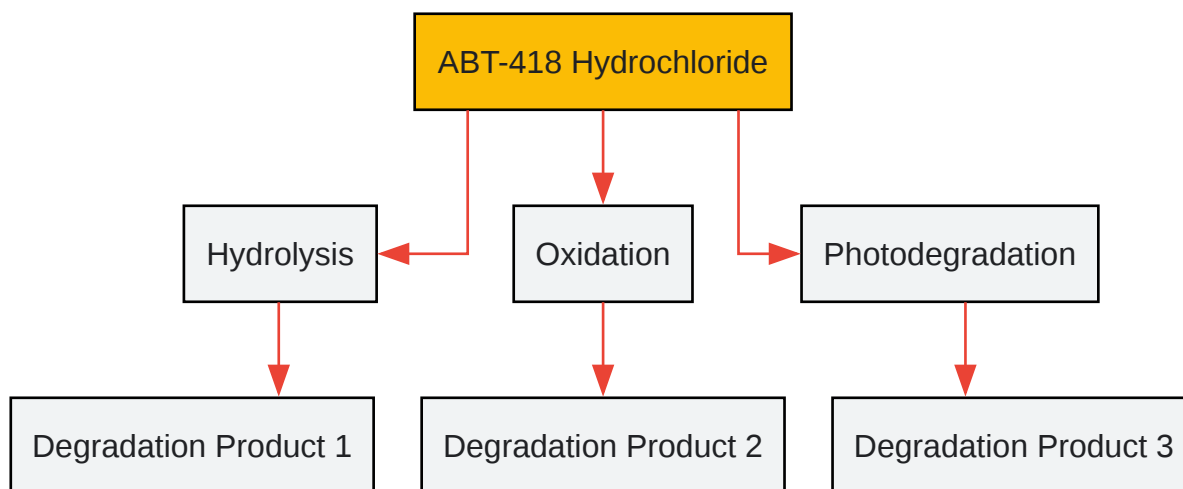 ABT-418 Hydrochloride
Hydrolysis
Oxidation
Photodegradation
Degradation Product 1
Degradation Product 2
Degradation Product 3